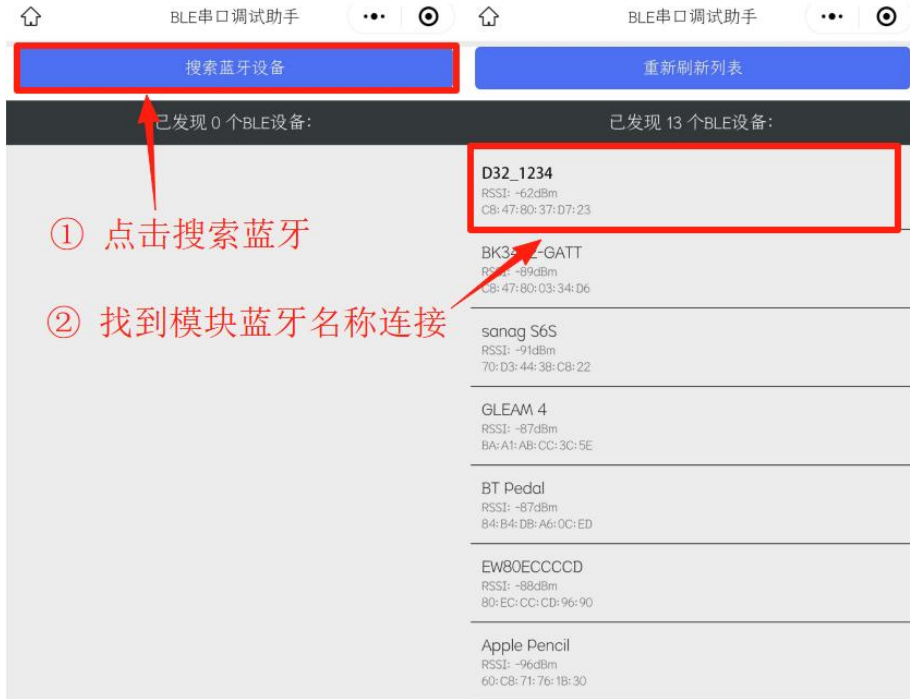 BLE串口调试助手
搜索蓝牙设备
已发现 0 个BLE设备:
① 点击搜索蓝牙
② 找到模块蓝牙名称连接
BLE串口调试助手
重新刷新列表
已发现 13 个BLE设备:
D32_1234
RSSI: -62dBm
C8:47:80:37:D7:23
RSSI: -89dBm
C8:47:80:03:34:D6
sanag S6S
RSSI: -91dBm
70:D3:44:38:C8:22
GLEAM 4
RSSI: -87dBm
BA:A1:AB:CC:3C:5E
BT Pedal
RSSI: -87dBm
84:B4:DB:A6:0C:ED
EW80ECCCCD
RSSI: -88dBm
80:EC:CC:CD:96:90
Apple Pencil
RSSI: -96dBm
60:C8:71:76:1B:30